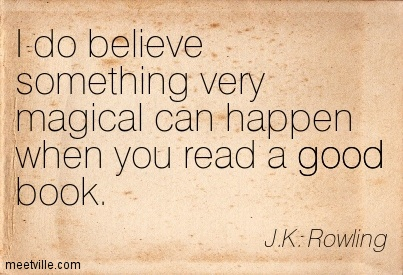 I do believe
something very
magical can happen
when you read a good
book.
J.K. Rowling
meetville.com